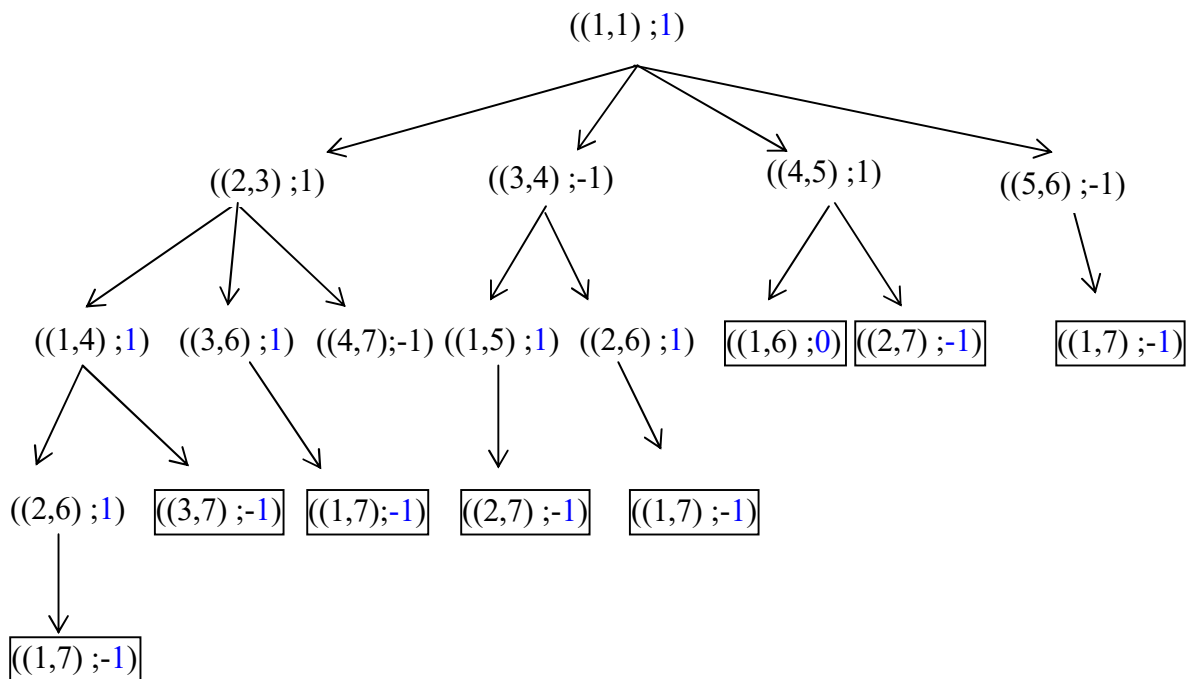 ((1,1) ;1)
((2,3) ;1) ((3,4) ;-1) ((4,5) ;1) ((5,6) ;-1)
((1,4) ;1) ((3,6) ;1) ((4,7);-1) ((1,5) ;1) ((2,6) ;1) ((1,6) ;0) ((2,7) ;-1) ((1,7) ;-1)
((2,6) ;1) ((3,7) ;-1) ((1,7);-1) ((2,7) ;-1) ((1,7) ;-1)
((1,7) ;-1)